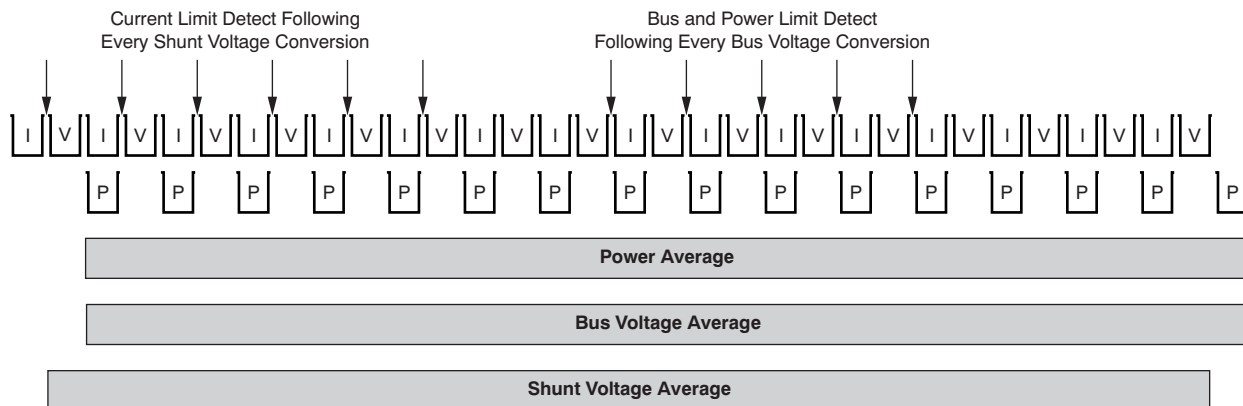 Current Limit Detect Following
Every Shunt Voltage Conversion
Bus and Power Limit Detect
Following Every Bus Voltage Conversion
I V I V I V I V I V I V I V I V I V I V I V I V I V I V I V I V
P P P P P P P P P P P P P P P P
Power Average
Bus Voltage Average
Shunt Voltage Average